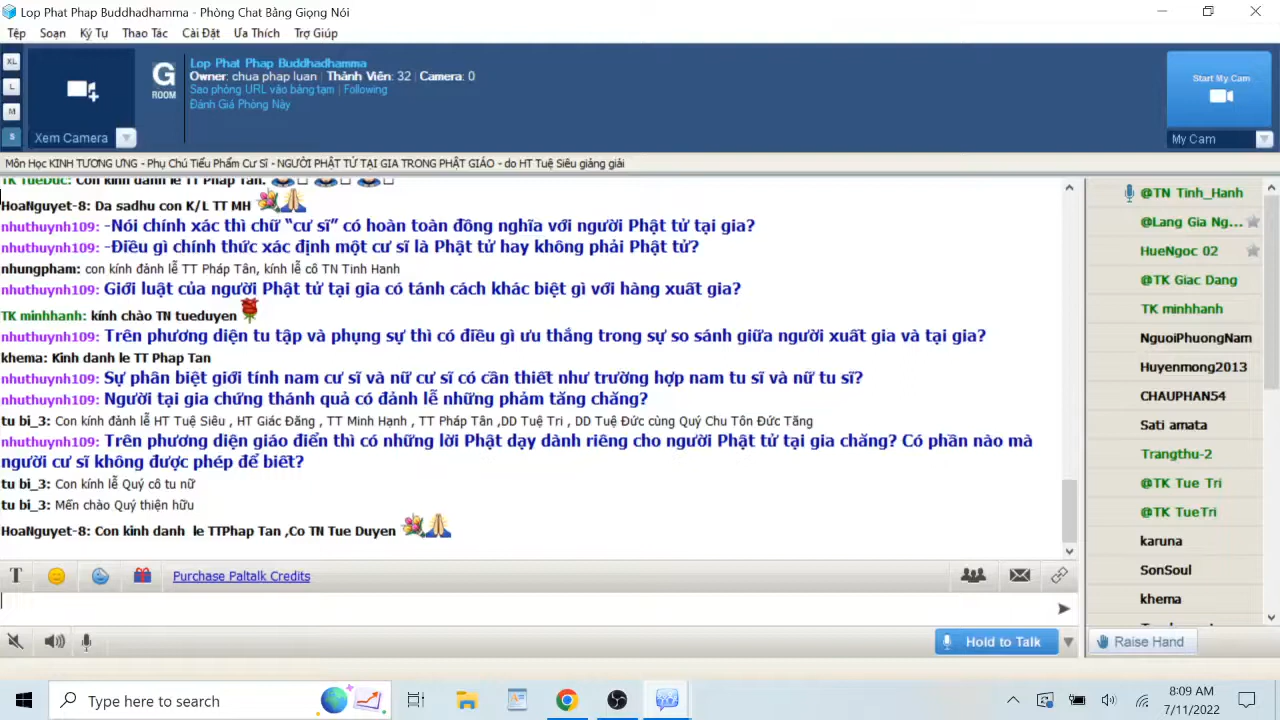 Lop Phat Phap Buddhadhamma - Phòng Chat Bằng Giọng Nói
Tệp Soạn Ký Tự Thao Tác Cài Đặt Ưa Thích Trợ Giúp
XL
L
M
S
Xem Camera
G
ROOM
Lop Phat Phap Buddhadhamma
Owner: chua phap luan | Thành Viên: 32 | Camera: 0
Sao phòng URL vào bảng tạm | Following
Đánh Giá Phòng Này
Start My Cam
My Cam
Môn Học KINH TƯƠNG ƯNG - Phụ Chú Tiểu Phẩm Cư Sĩ - NGƯỜI PHẬT TỬ TẠI GIA TRONG PHẬT GIÁO - do HT Tuệ Siêu giảng giải
TK TueDuc: Con kinh danh le TT Pháp Tân.
HoaNguyet-8: Da sadhu con K/L TT MH
nhuthuynh109: -Nói chính xác thì chữ “cư sĩ” có hoàn toàn đồng nghĩa với người Phật tử tại gia?
nhuthuynh109: -Điều gì chính thức xác định một cư sĩ là Phật tử hay không phải Phật tử?
nhungpham: con kính đảnh lễ TT Pháp Tân, kính lễ cô TN Tinh Hanh
nhuthuynh109: Giới luật của người Phật tử tại gia có tánh cách khác biệt gì với hàng xuất gia?
TK minhhanh: kính chào TN tueduyen
nhuthuynh109: Trên phương diện tu tập và phụng sự thì có điều gì ưu thắng trong sự so sánh giữa người xuất gia và tại gia?
khema: Kinh danh le TT Phap Tan
nhuthuynh109: Sự phân biệt giới tính nam cư sĩ và nữ cư sĩ có cần thiết như trường hợp nam tu sĩ và nữ tu sĩ?
nhuthuynh109: Người tại gia chứng thánh quả có đảnh lễ những phàm tăng chăng?
tu bi_3: Con kính đảnh lễ HT Tuệ Siêu , HT Giác Đăng , TT Minh Hạnh , TT Pháp Tân ,DD Tuệ Tri , DD Tuệ Đức cùng Quý Chu Tôn Đức Tăng
nhuthuynh109: Trên phương diện giáo điển thì có những lời Phật dạy dành riêng cho người Phật tử tại gia chăng? Có phần nào mà
người cư sĩ không được phép để biết?
tu bi_3: Con kính lễ Quý cô tu nữ
tu bi_3: Mến chào Quý thiện hữu
HoaNguyet-8: Con kinh danh le TTPhap Tan ,Co TN Tue Duyen
T Purchase Paltalk Credits
Hold to Talk
@TN Tinh_Hanh
@Lang Gia Ng...
HueNgoc 02
@TK Giac Dang
TK minhhanh
NguoiPhuongNam
Huyenmong2013
CHAUPHAN54
Sati amata
Trangthu-2
@TK Tue Tri
@TK TueTri
karuna
SonSoul
khema
Raise Hand
Type here to search
8:09 AM
7/11/2022